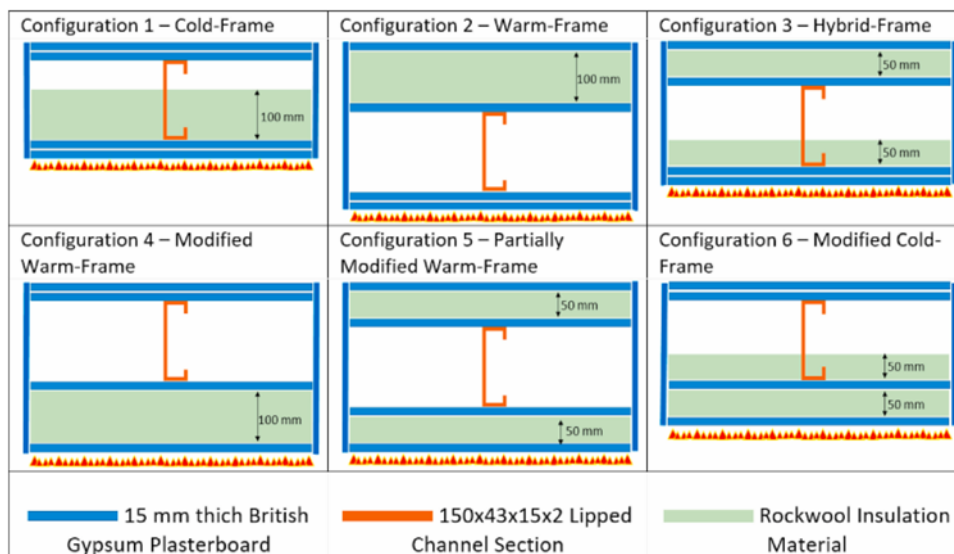 Configuration 1 – Cold-Frame
100 mm
Configuration 2 – Warm-Frame
100 mm
Configuration 3 – Hybrid-Frame
50 mm
50 mm
Configuration 4 – Modified
Warm-Frame
100 mm
Configuration 5 – Partially
Modified Warm-Frame
50 mm
50 mm
Configuration 6 – Modified Cold-
Frame
50 mm
50 mm
15 mm thich British
Gypsum Plasterboard
150x43x15x2 Lipped
Channel Section
Rockwool Insulation
Material